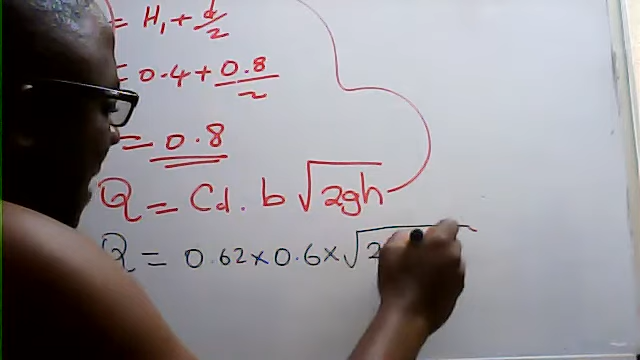 = H₁ + d/2
= 0.4 + 0.8/2
= 0.8
Q = Cd. b √2gh
Q = 0.62 × 0.6 × √2